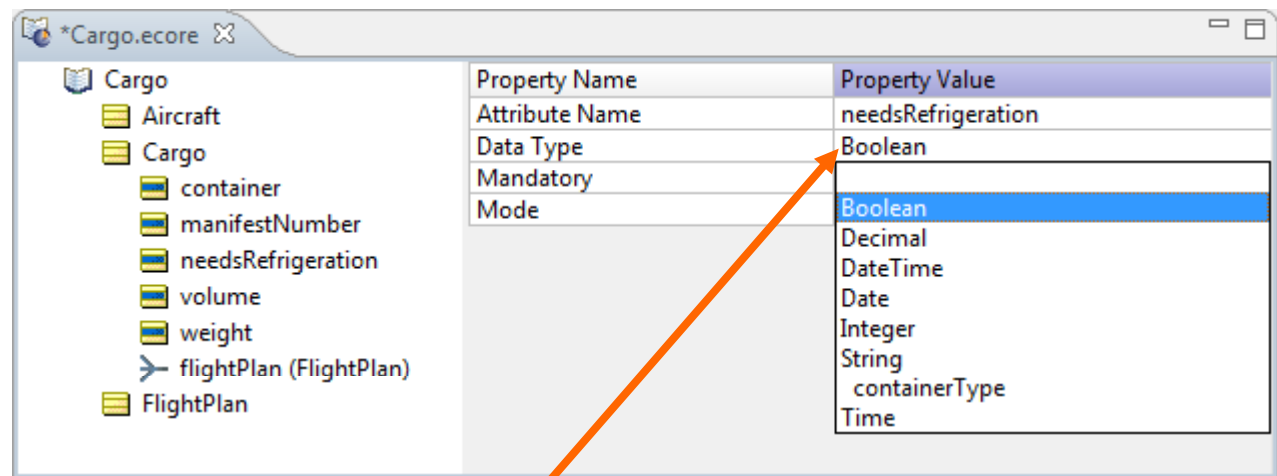 *Cargo.ecore
Cargo
Aircraft
Cargo
container
manifestNumber
needsRefrigeration
volume
weight
flightPlan (FlightPlan)
FlightPlan
Property Name Property Value
Attribute Name needsRefrigeration
Data Type Boolean
Mandatory
Mode
Boolean
Decimal
DateTime
Date
Integer
String
containerType
Time